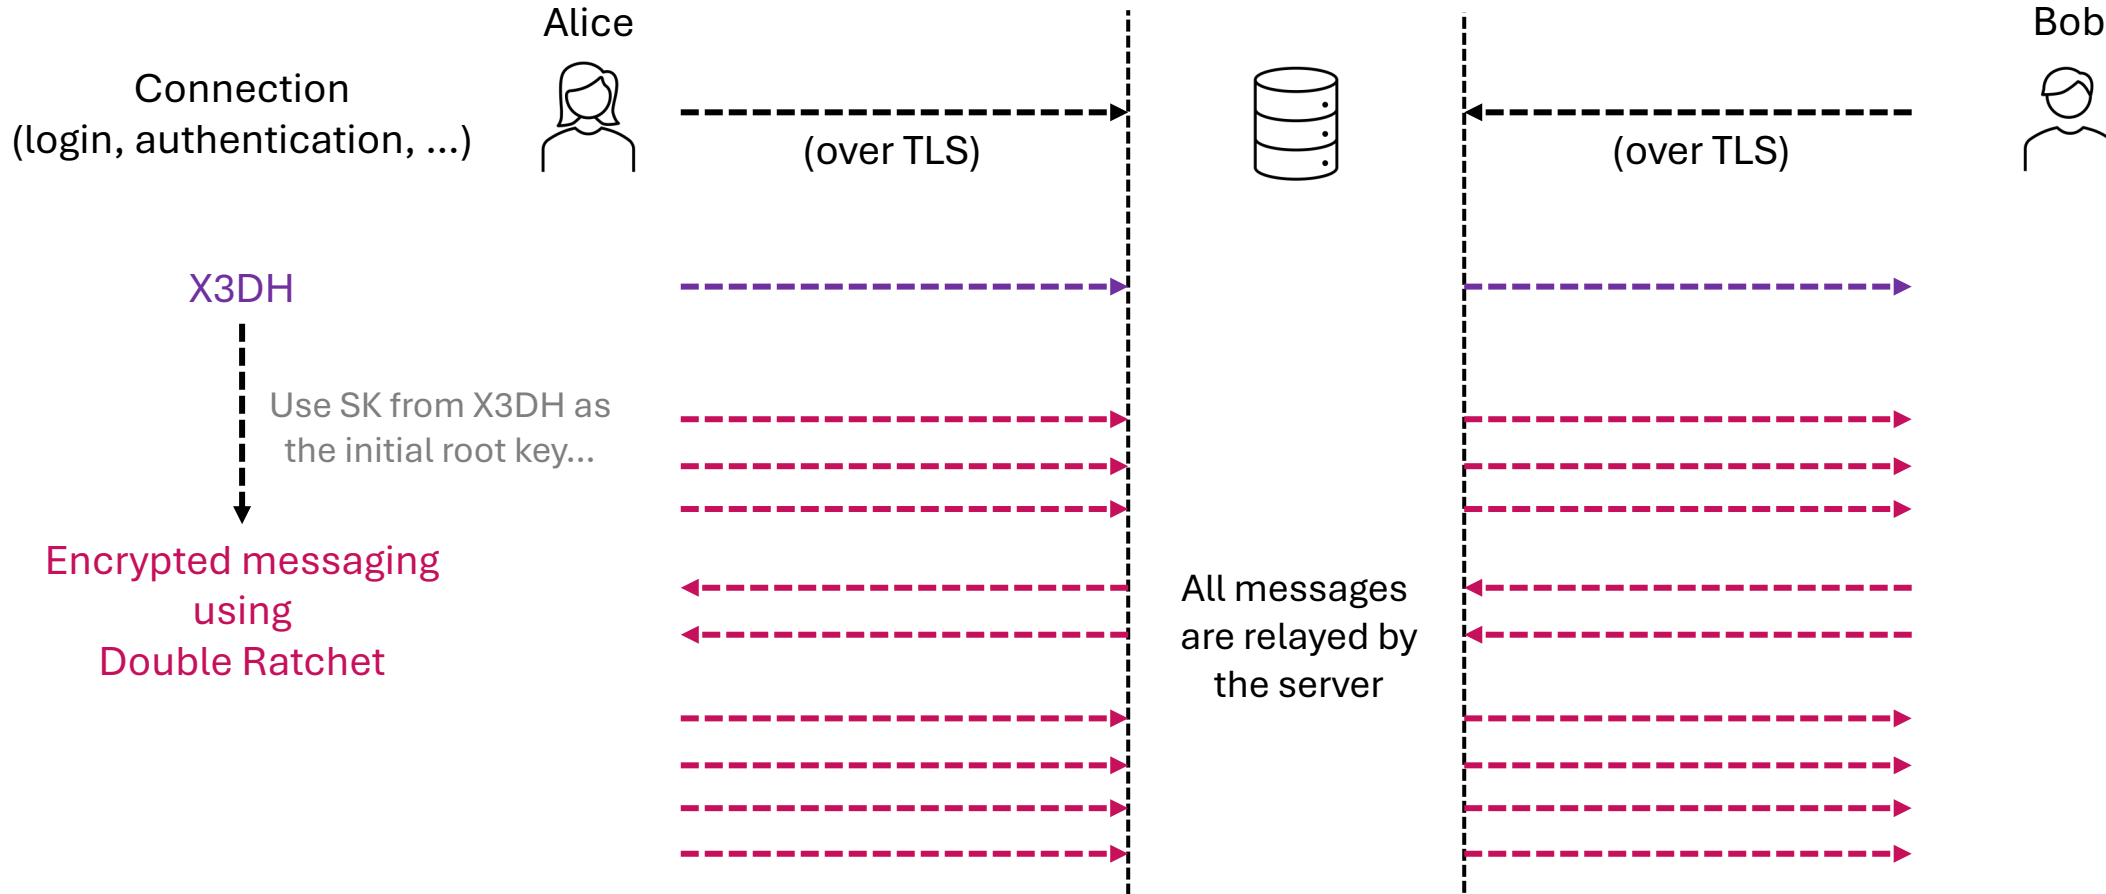 Alice
Bob
Connection
(login, authentication, ...)
(over TLS)
(over TLS)
X3DH
Use SK from X3DH as
the initial root key...
Encrypted messaging
using
Double Ratchet
All messages
are relayed by
the server